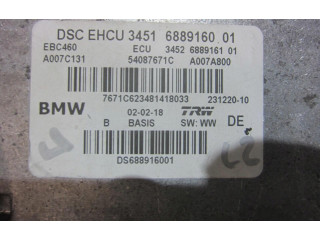 DSC EHCU 3451 6889160 01
EBC460 ECU 3452 6889161 01
A007C131 54087671C A007A800
7671C623481418033 231220-10
BMW 02-02-18 TRW DE
B BASIS SW: WW
DS688916001